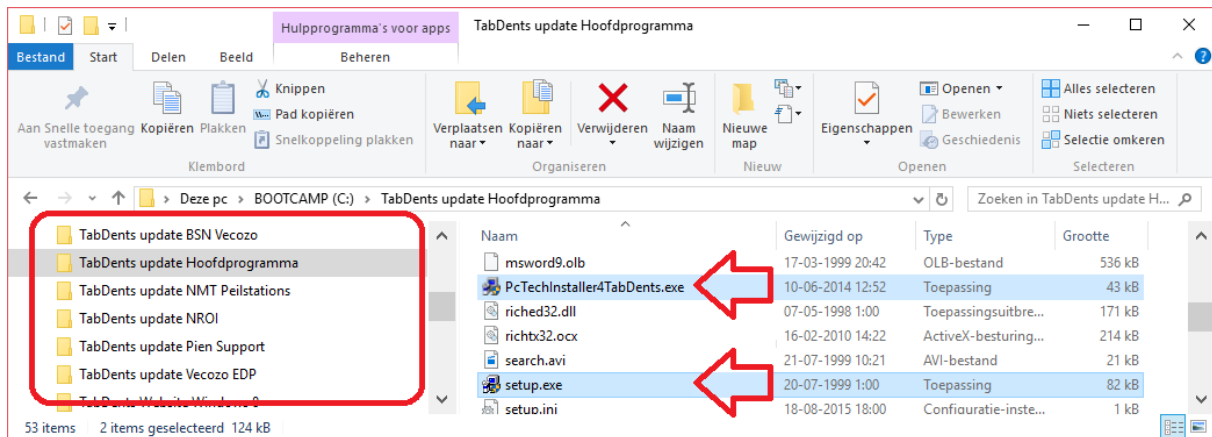 Hulpprogramma's voor apps TabDents update Hoofdprogramma
Bestand Start Delen Beeld Beheren
Aan Snelle toegang vastmaken
Kopiëren
Plakken
Knippen
Pad kopiëren
Snelkoppeling plakken
Klembord
Verplaatsen naar
Kopiëren naar
Verwijderen
Naam wijzigen
Organiseren
Nieuwe map
Nieuw
Eigenschappen
Openen
Bewerken
Geschiedenis
Openen
Alles selecteren
Niets selecteren
Selectie omkeren
Selecteren
Deze pc > BOOTCAMP (C:) > TabDents update Hoofdprogramma
Zoeken in TabDents update H...
TabDents update BSN Vecozo
TabDents update Hoofdprogramma
TabDents update NMT Peilstations
TabDents update NROI
TabDents update Pien Support
TabDents update Vecozo EDP
TabDents Website Windows 8
Naam Gewijzigd op Type Grootte
msword9.olb 17-03-1999 20:42 OLB-bestand 536 kB
PcTechInstaller4TabDents.exe 10-06-2014 12:52 Toepassing 43 kB
riched32.dll 07-05-1998 1:00 Toepassingsuitbre... 171 kB
richtx32.ocx 16-02-2010 14:22 ActiveX-besturing... 214 kB
search.avi 21-07-1999 10:21 AVI-bestand 21 kB
setup.exe 20-07-1999 1:00 Toepassing 82 kB
setup.ini 18-08-2015 18:00 Configuratie-inste... 1 kB
53 items 2 items geselecteerd 124 kB